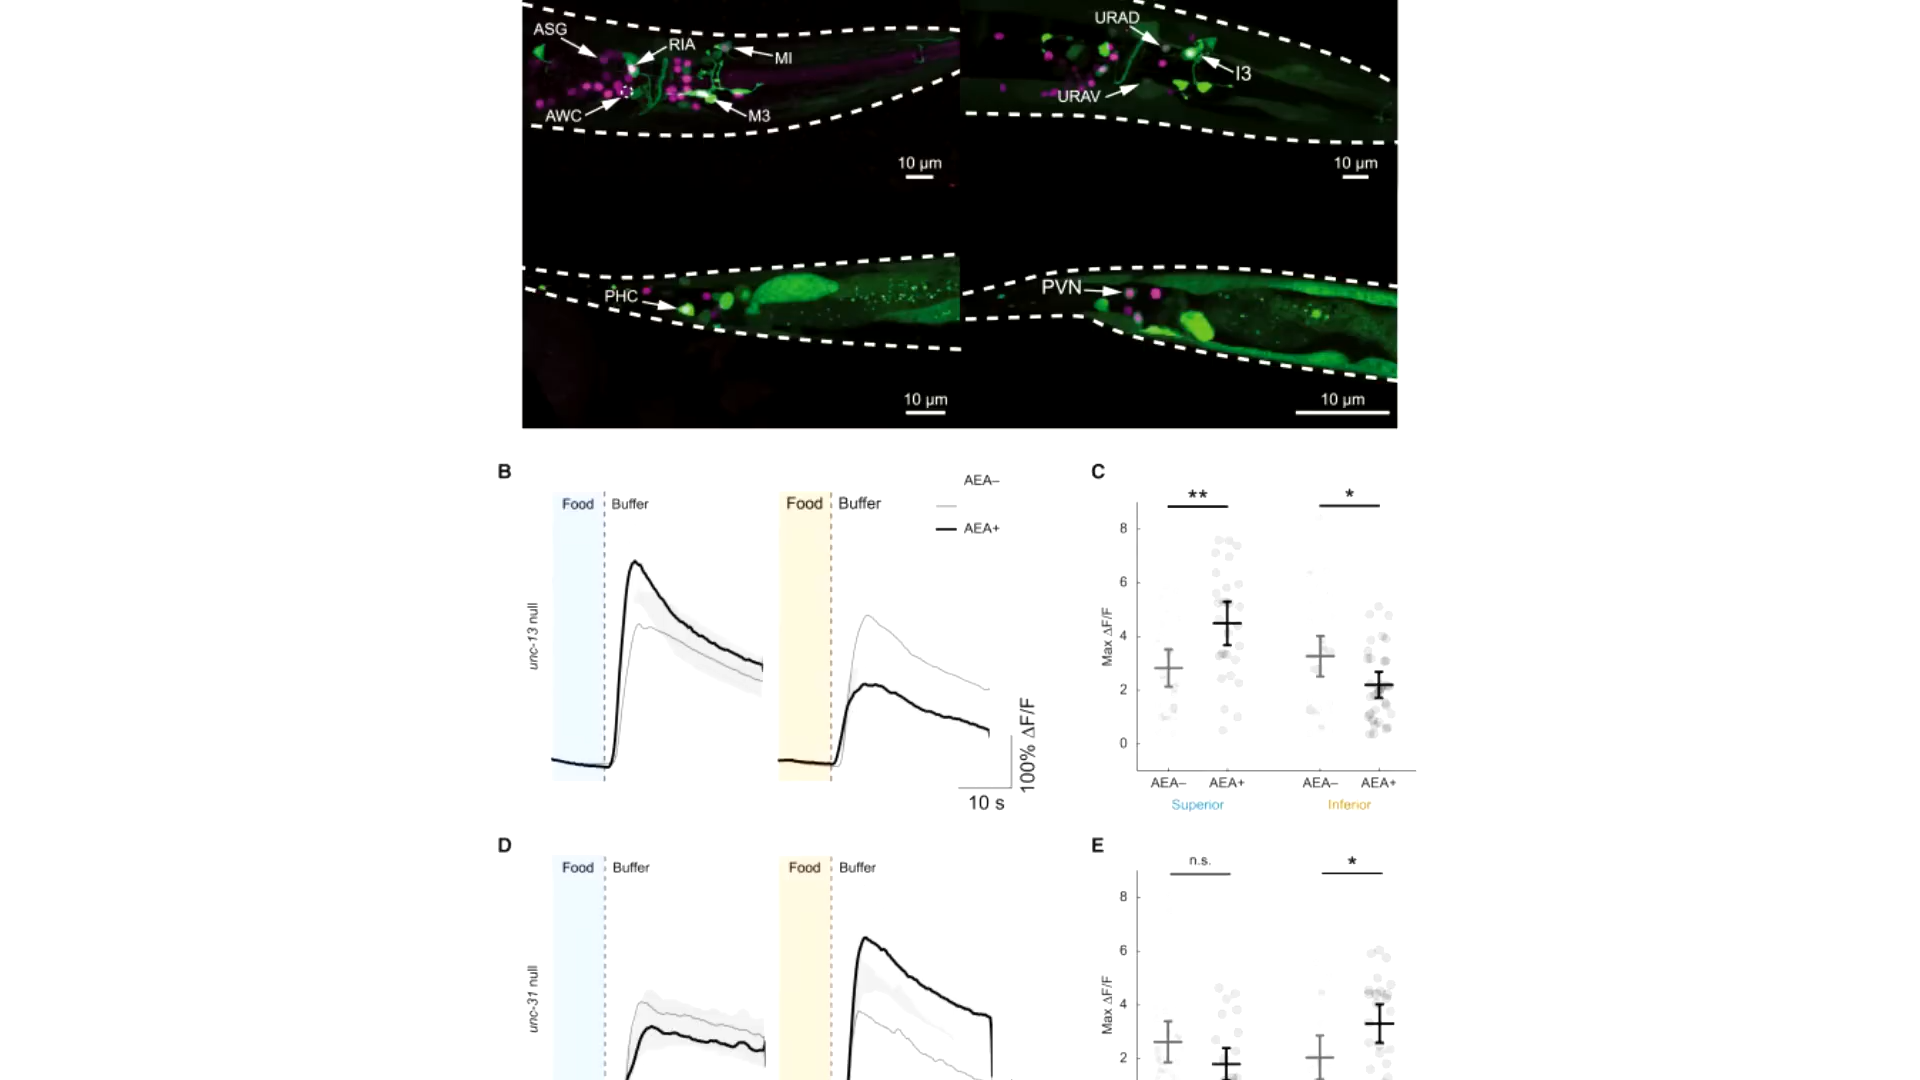 ASG
RIA
MI
AWC
M3
10 µm
URAD
I3
URAV
10 µm
PHC
10 µm
PVN
10 µm
B
Food
Buffer
Food
Buffer
AEA–
AEA+
unc-13 null
100% ΔF/F
10 s
C
**
*
8
6
4
2
0
Max ΔF/F
AEA–
AEA+
AEA–
AEA+
Superior
Inferior
D
Food
Buffer
Food
Buffer
unc-31 null
E
n.s.
*
8
6
4
2
Max ΔF/F